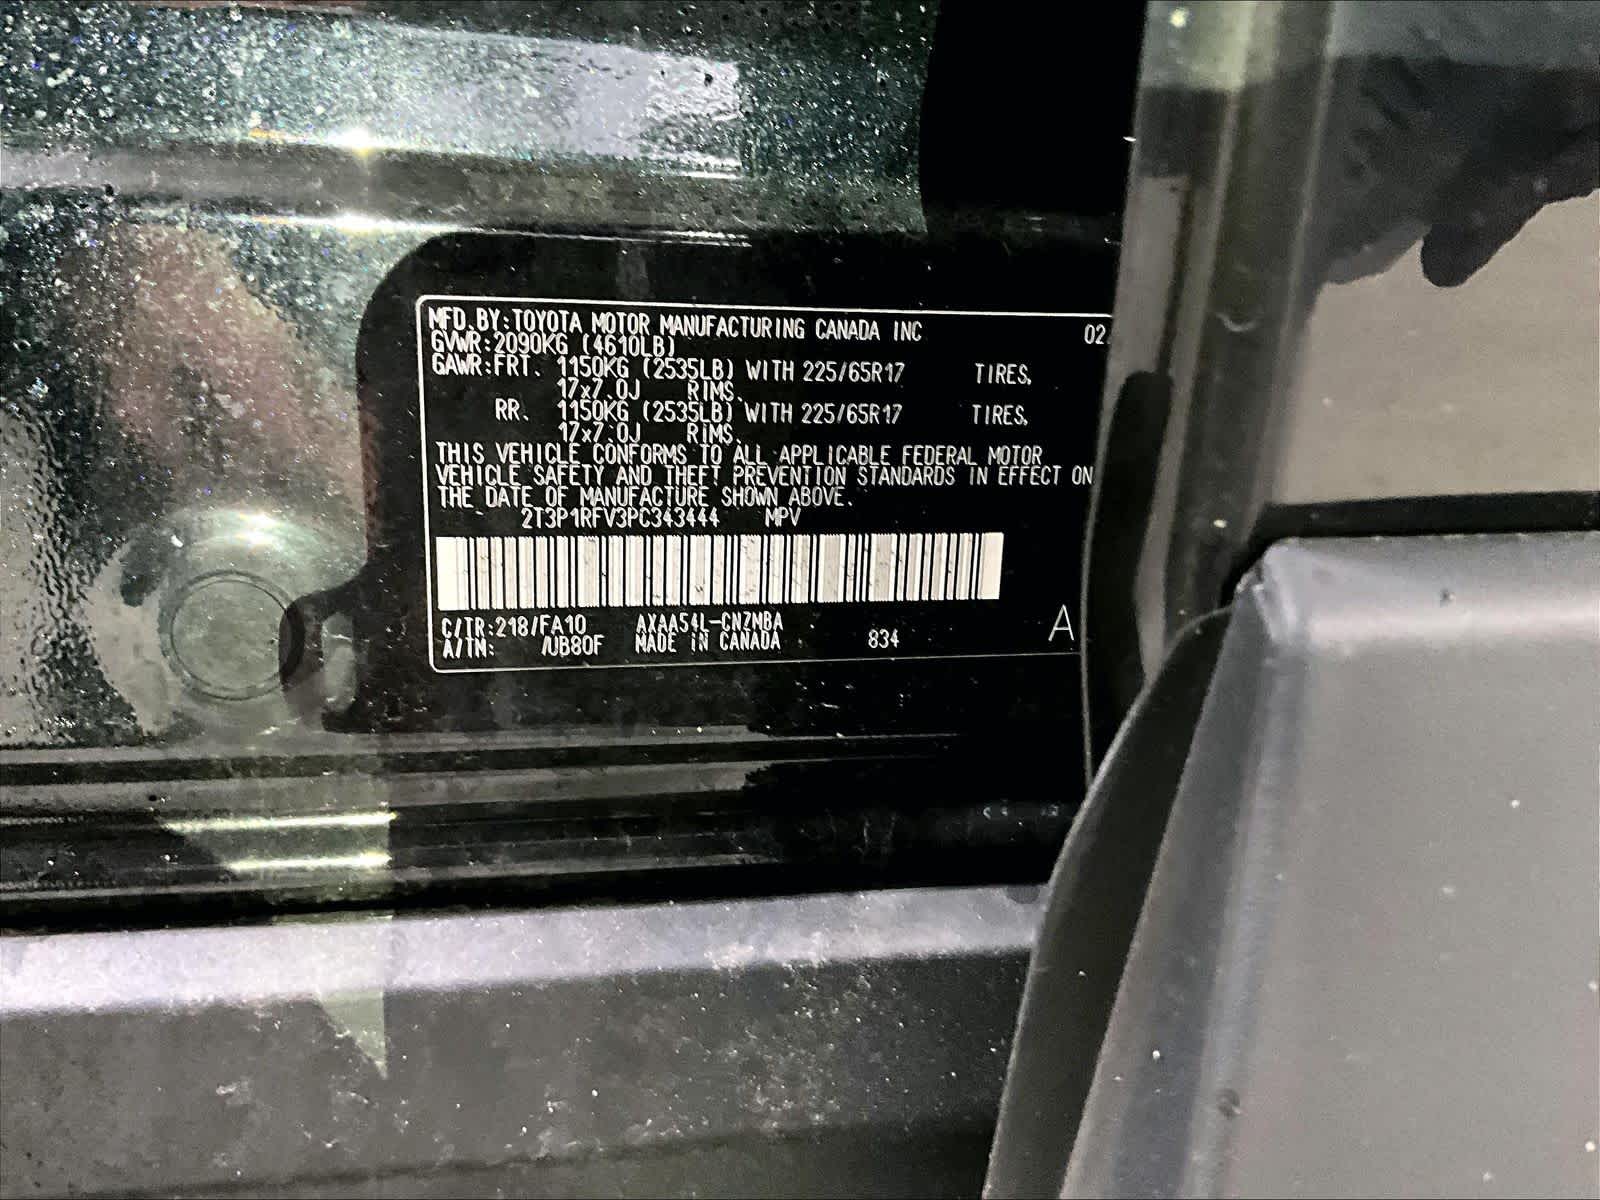 MFD.BY:TOYOTA MOTOR MANUFACTURING CANADA INC 02
GVWR:2090KG (4610LB)
GAWR:FRT. 1150KG (2535LB) WITH 225/65R17 TIRES,
17x7.0J RIMS,
RR. 1150KG (2535LB) WITH 225/65R17 TIRES,
17x7.0J RIMS,
THIS VEHICLE CONFORMS TO ALL APPLICABLE FEDERAL MOTOR
VEHICLE SAFETY AND THEFT PREVENTION STANDARDS IN EFFECT ON
THE DATE OF MANUFACTURE SHOWN ABOVE.
2T3P1RFV3PC343444 MPV
C/TR:218/FA10 AXAA54L-CNZMBA
A/TM: /UB80F MADE IN CANADA 834 A